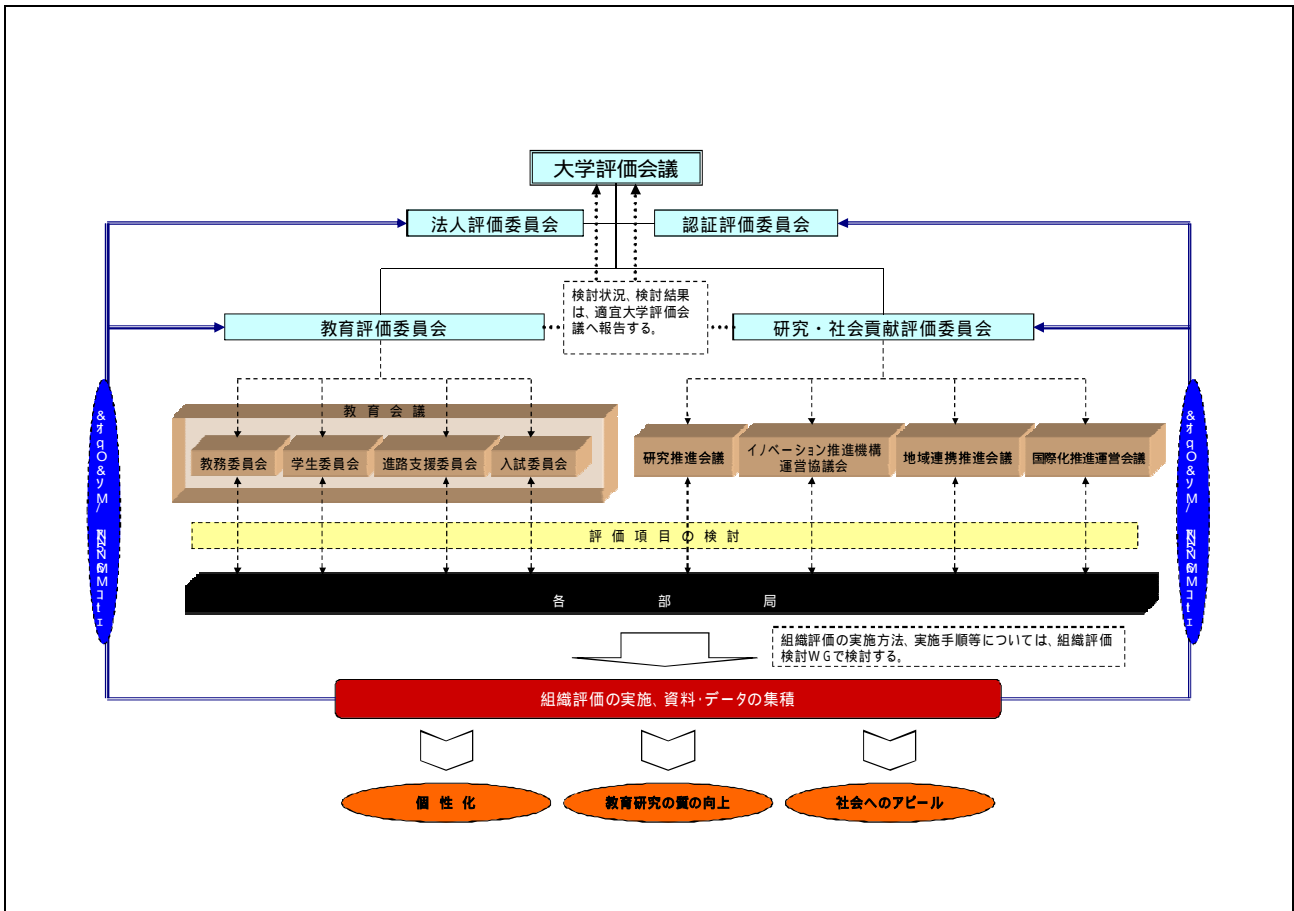 大学評価会議
法人評価委員会
認証評価委員会
検討状況、検討結果
は、適宜大学評価会
議へ報告する。
教育評価委員会
研究・社会貢献評価委員会
教育会議
教務委員会
学生委員会
進路支援委員会
入試委員会
研究推進会議
イノベーション推進機構
運営協議会
地域連携推進会議
国際化推進運営会議
評価項目の検討
各部局
組織評価の実施方法、実施手順等については、組織評価
検討WGで検討する。
組織評価の実施、資料・データの集積
個性化
教育研究の質の向上
社会へのアピール